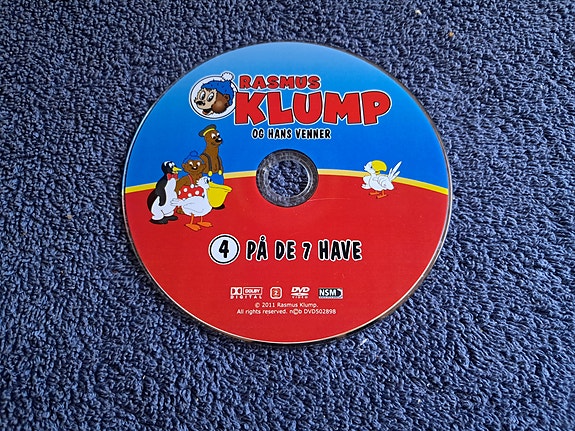 RASMUS
KLUMP
OG HANS VENNER
4 PÅ DE 7 HAVE
DOLBY DIGITAL 2 DVD VIDEO NSM
© 2011 Rasmus Klump.
All rights reserved. n©b DVDS02898